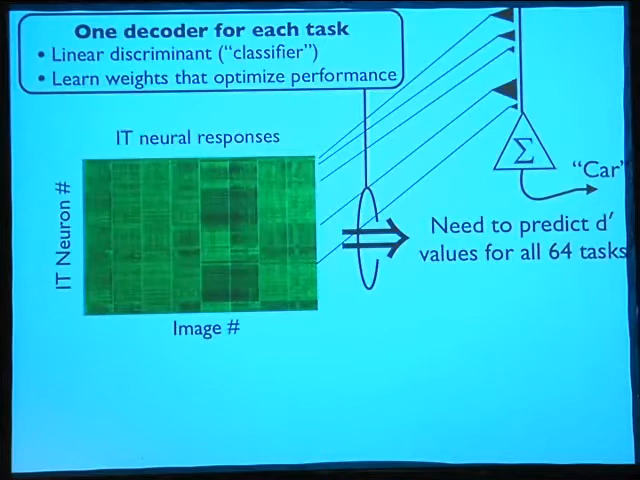 One decoder for each task
• Linear discriminant ("classifier")
• Learn weights that optimize performance
IT neural responses
IT Neuron #
Image #
Σ
"Car"
Need to predict d′
values for all 64 tasks